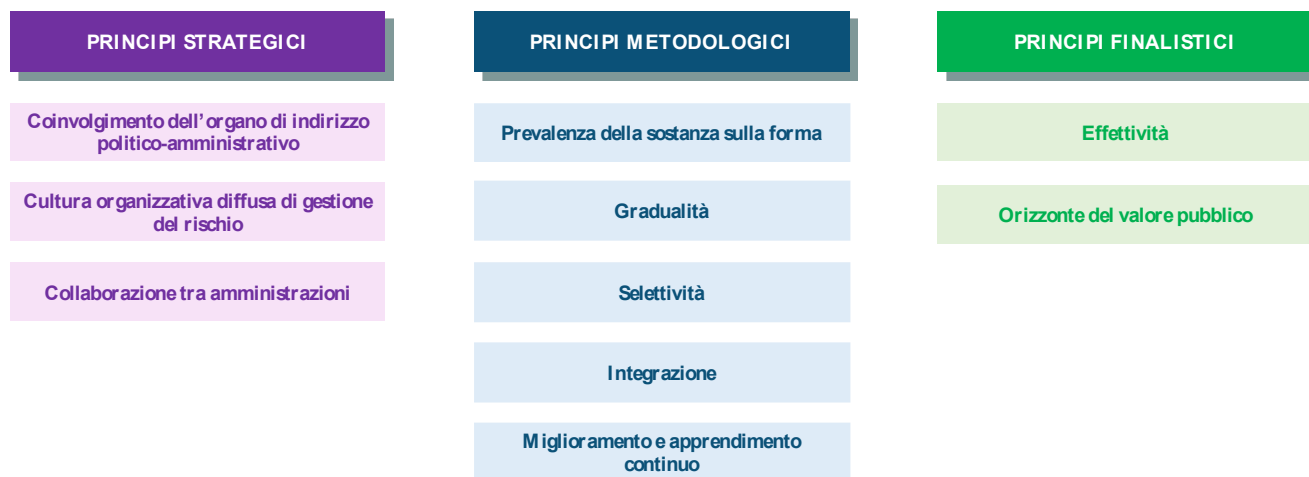 PRINCIPI STRATEGICI
Coinvolgimento dell'organo di indirizzo
politico-amministrativo
Cultura organizzativa diffusa di gestione
del rischio
Collaborazione tra amministrazioni
PRINCIPI METODOLOGICI
Prevalenza della sostanza sulla forma
Gradualità
Selettività
Integrazione
Miglioramento e apprendimento
continuo
PRINCIPI FINALISTICI
Effettività
Orizzonte del valore pubblico